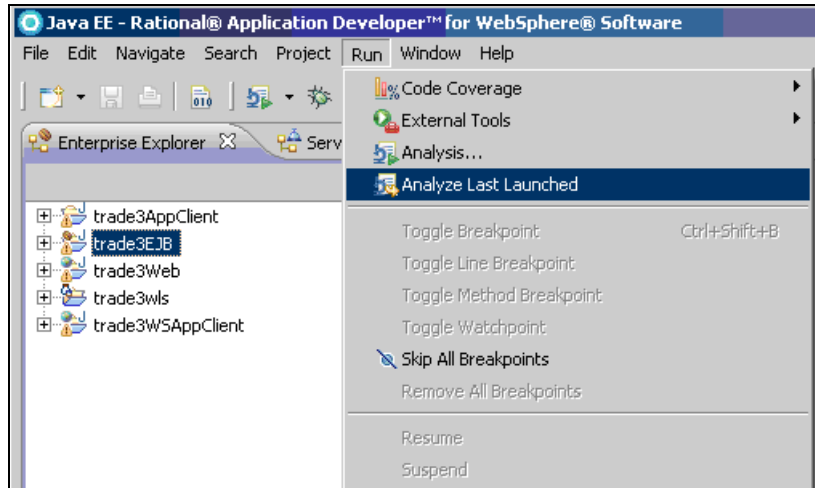 Java EE - Rational® Application Developer™ for WebSphere® Software
File Edit Navigate Search Project Run Window Help
010
Enterprise Explorer
Serv
trade3AppClient
trade3EJB
trade3Web
trade3wls
trade3WSAppClient
Code Coverage
External Tools
Analysis...
Analyze Last Launched
Toggle Breakpoint Ctrl+Shift+B
Toggle Line Breakpoint
Toggle Method Breakpoint
Toggle Watchpoint
Skip All Breakpoints
Remove All Breakpoints
Resume
Suspend